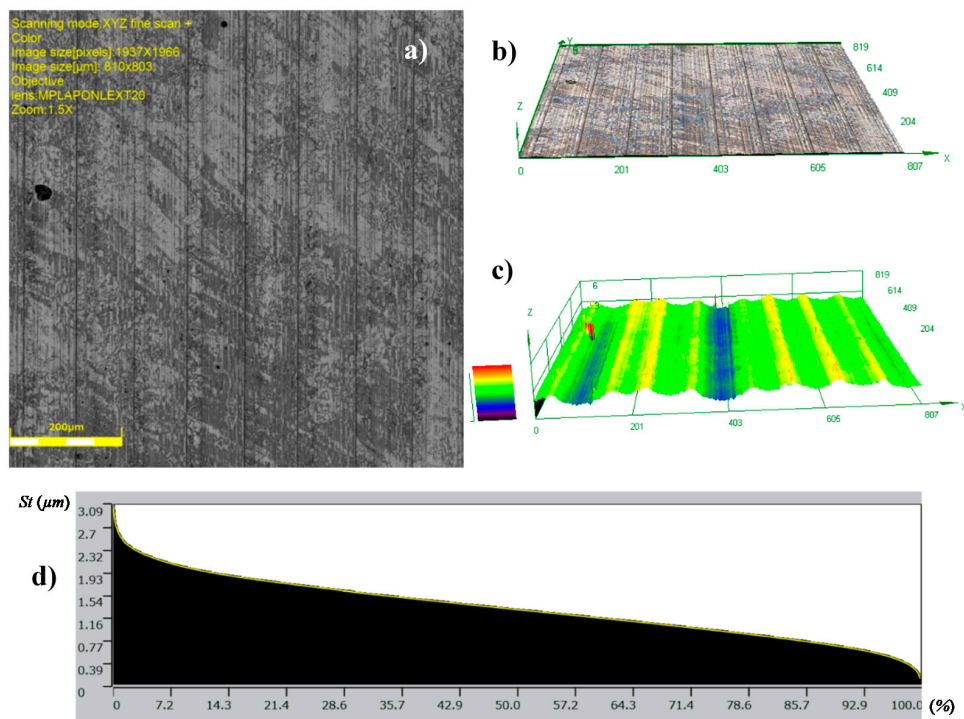 Scanning mode:XYZ fine scan +
Color
Image size[pixels]:1937X1966
Image size[µm]: 810x803
Objective
lens:MPLAPONLEXT20
Zoom:1.5X
a)
200µm
b)
Y
Z
X
819
614
409
204
0
201
403
605
807
c)
6
3
Z
819
614
409
204
0
201
403
605
807
St (µm)
d)
3.09
2.7
2.32
1.93
1.54
1.16
0.77
0.39
0
0 7.2 14.3 21.4 28.6 35.7 42.9 50.0 57.2 64.3 71.4 78.6 85.7 92.9 100.0 (%)